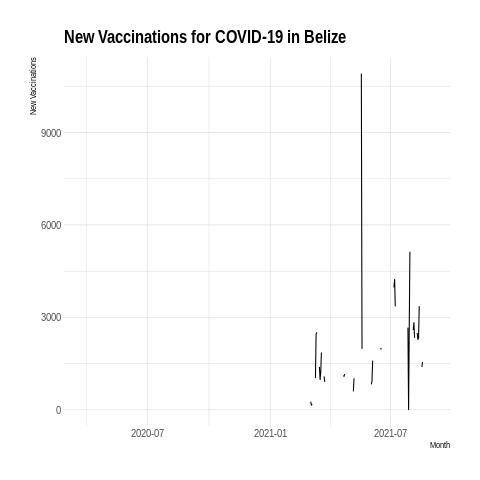 New Vaccinations for COVID-19 in Belize
New Vaccinations
9000
6000
3000
0
2020-07
2021-01
2021-07
Month